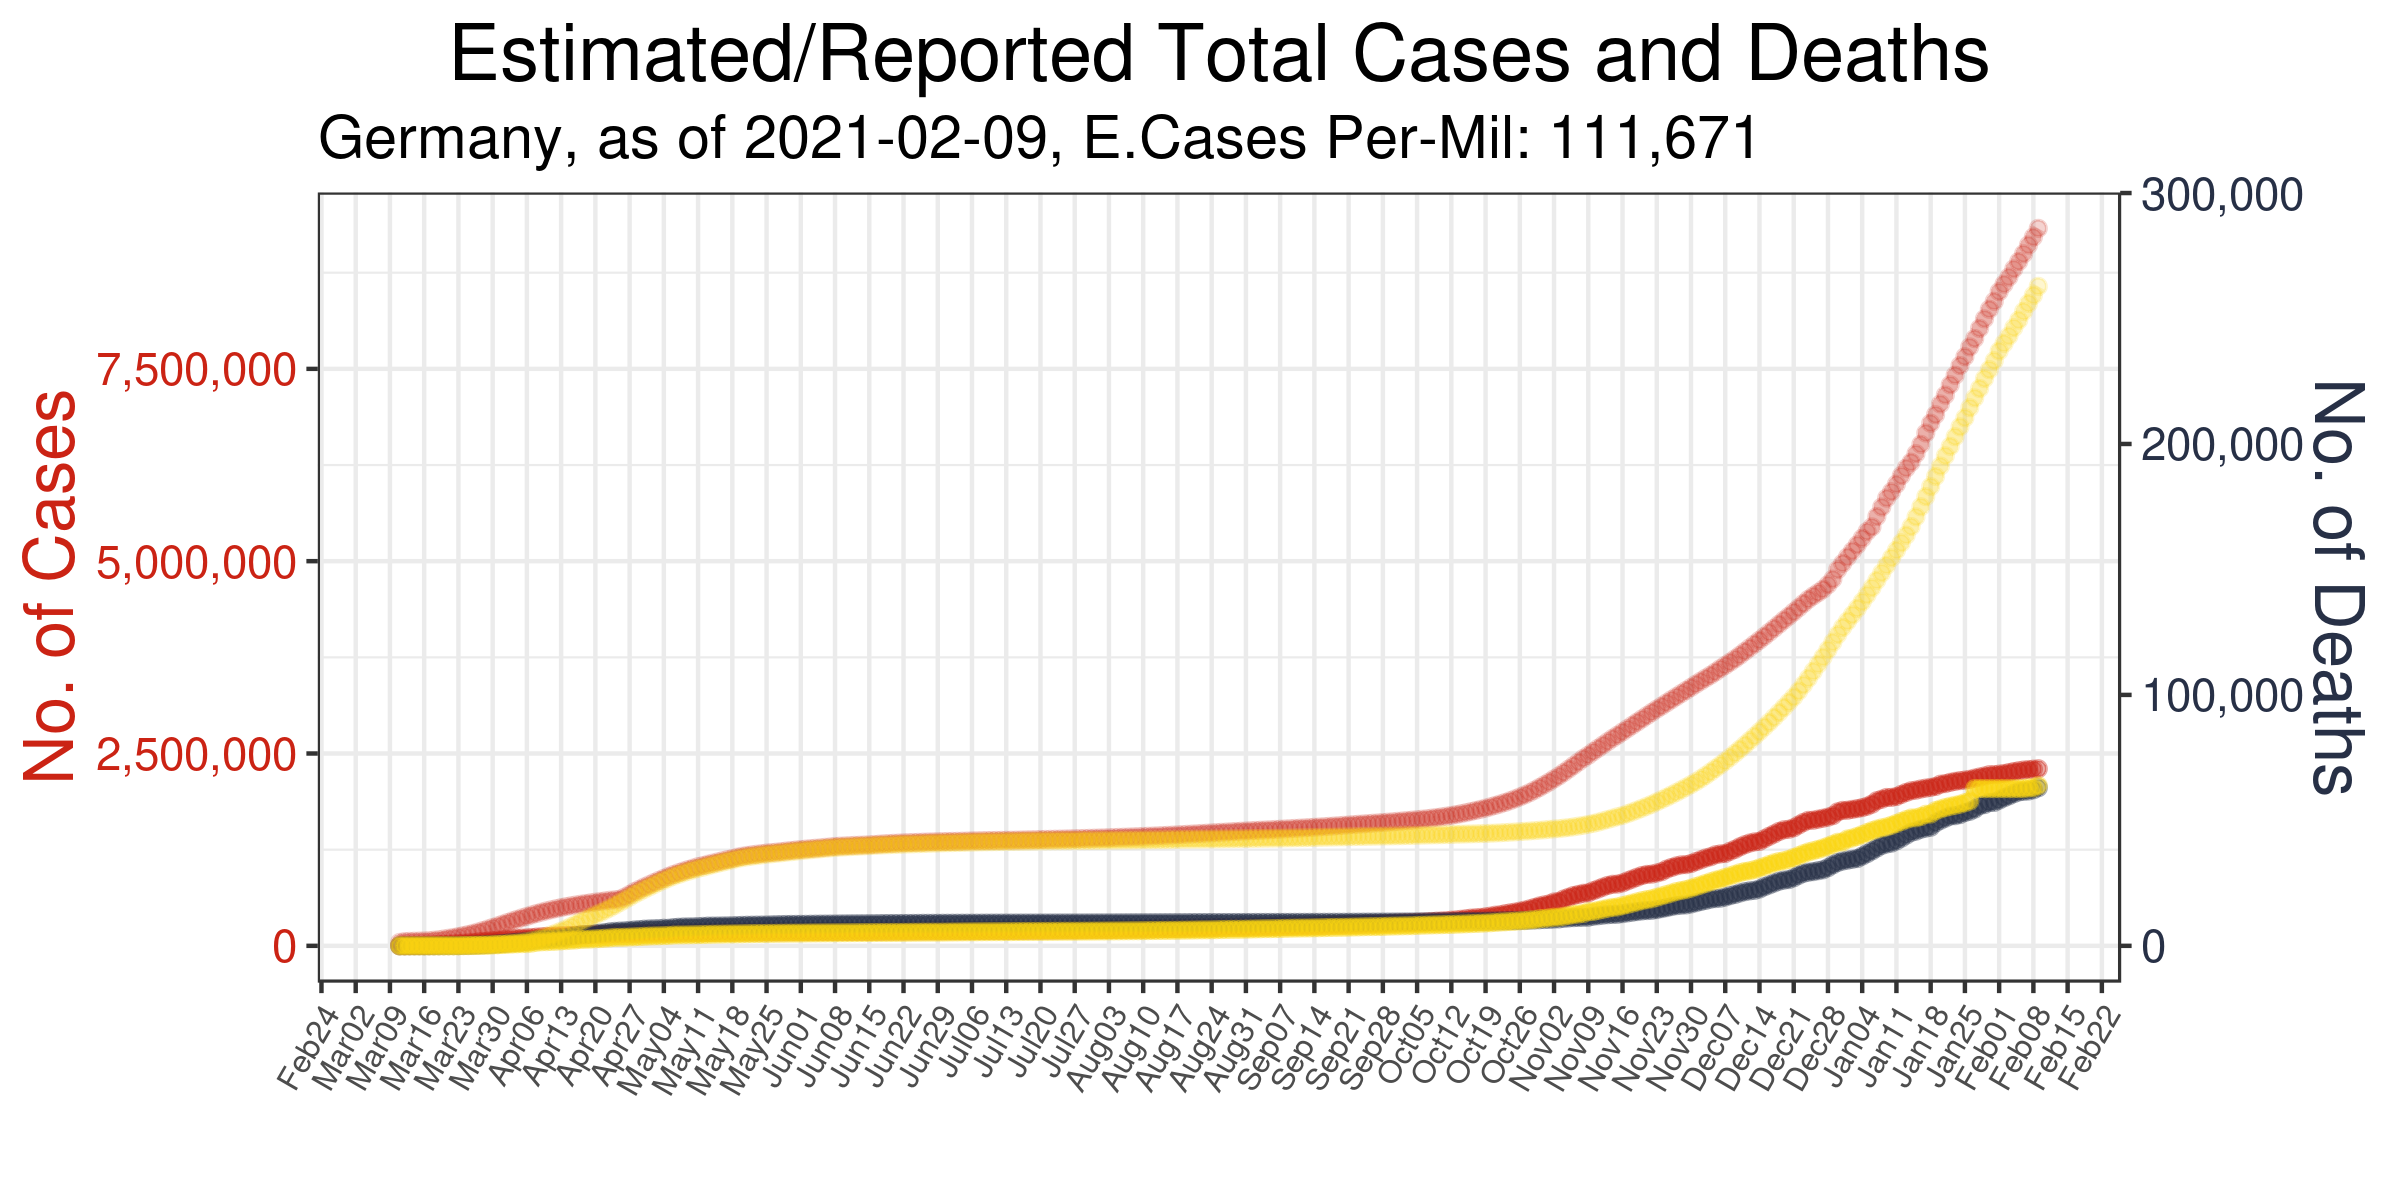 Estimated/Reported Total Cases and Deaths
Germany, as of 2021-02-09, E.Cases Per-Mil: 111,671
No. of Cases
7,500,000
5,000,000
2,500,000
0
300,000
200,000
100,000
0
No. of Deaths
Feb24
Mar02
Mar09
Mar16
Mar23
Mar30
Apr06
Apr13
Apr20
Apr27
May04
May11
May18
May25
Jun01
Jun08
Jun15
Jun22
Jun29
Jul06
Jul13
Jul20
Jul27
Aug03
Aug10
Aug17
Aug24
Aug31
Sep07
Sep14
Sep21
Sep28
Oct05
Oct12
Oct19
Oct26
Nov02
Nov09
Nov16
Nov23
Nov30
Dec07
Dec14
Dec21
Dec28
Jan04
Jan11
Jan18
Jan25
Feb01
Feb08
Feb15
Feb22